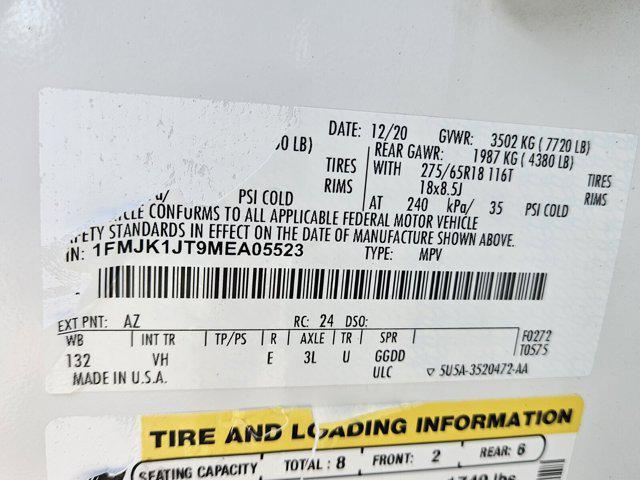 DATE: 12/20 GVWR: 3502 KG ( 7720 LB)
0 LB) REAR GAWR: 1987 KG ( 4380 LB)
TIRES WITH 275/65R18 116T TIRES
RIMS 18x8.5J RIMS
PSI COLD AT 240 kPa/ 35 PSI COLD
VEHICLE CONFORMS TO ALL APPLICABLE FEDERAL MOTOR VEHICLE
SAFETY STANDARDS IN EFFECT ON THE DATE OF MANUFACTURE SHOWN ABOVE.
IN: 1FMJK1JT9MEA05523 TYPE: MPV
EXT PNT: AZ RC: 24 DSO:
WB INT TR TP/PS R AXLE TR SPR F0272
132 VH E 3L U GGDD T0575
ULC
MADE IN U.S.A. ▽ 5U5A-3520472-AA
TIRE AND LOADING INFORMATION
SEATING CAPACITY TOTAL : 8 FRONT: 2 REAR: 6